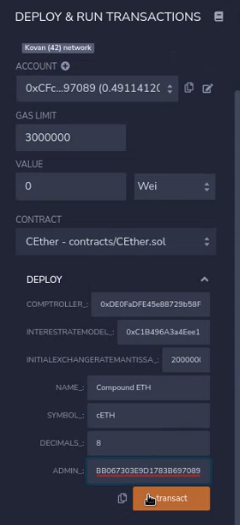 DEPLOY & RUN TRANSACTIONS
Kovan (42) network
ACCOUNT
0xCFc...97089 (0.4911412(
GAS LIMIT
3000000
VALUE
0 Wei
CONTRACT
CEther - contracts/CEther.sol
DEPLOY
COMPTROLLER_: 0xDE0FaDFE45eB8729b58F
INTERESTRATEMODEL_: 0xC1B496A3a4Eee1
INITIALEXCHANGERATEMANTISSA_: 200000(
NAME_: Compound ETH
SYMBOL_: cETH
DECIMALS_: 8
ADMIN_: BB067303E9D1783B697089
transact